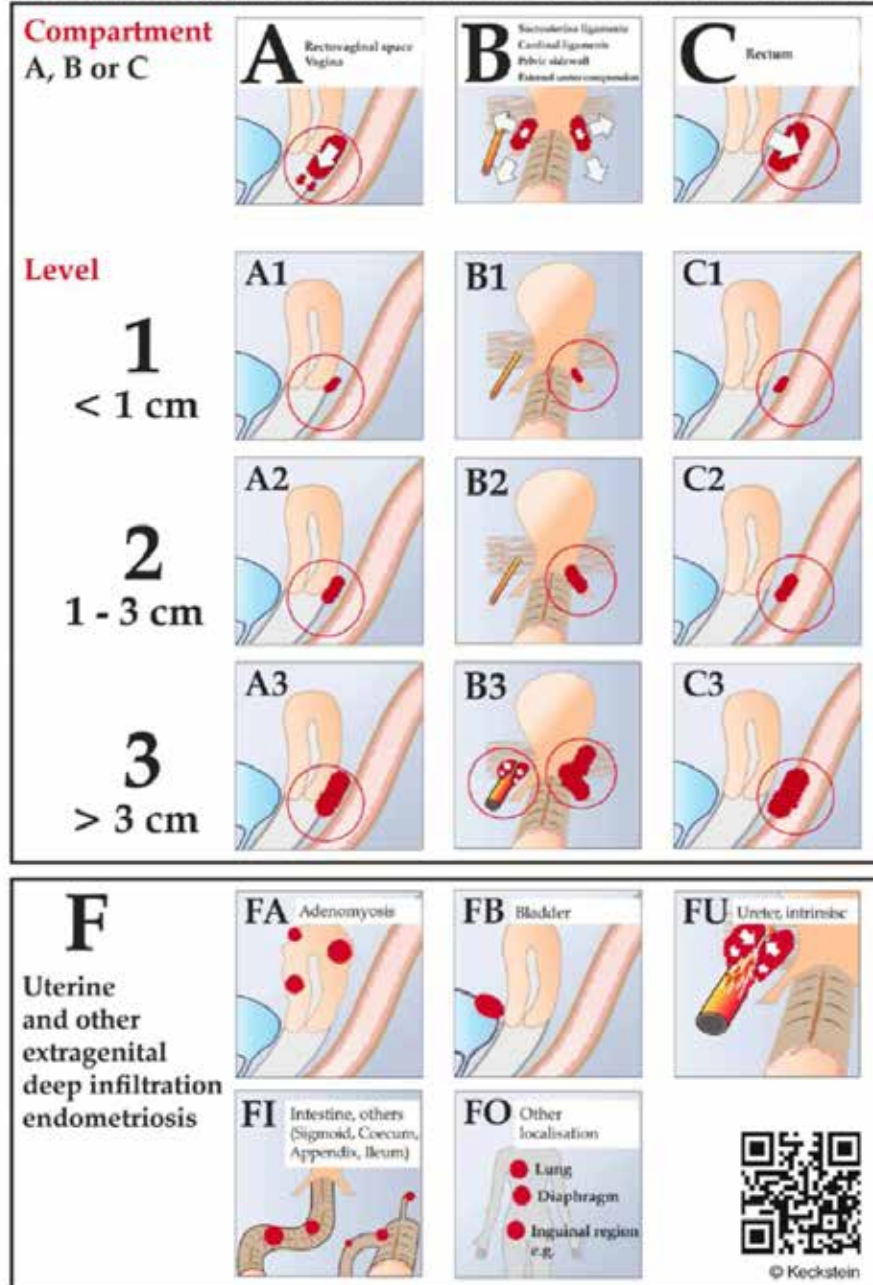 Compartment
A, B or C
A Rectovaginal space
Vagina
B Sacrouterine ligaments
Cardinal ligaments
Pelvic sidewall
External ureter compression
C Rectum
Level
1
< 1 cm
A1
B1
C1
2
1 - 3 cm
A2
B2
C2
3
> 3 cm
A3
B3
C3
F
Uterine
and other
extragenital
deep infiltration
endometriosis
FA Adenomyosis
FB Bladder
FU Ureter, intrinsisc
FI Intestine, others
(Sigmoid, Coecum,
Appendix, Ileum)
FO Other
localisation
Lung
Diaphragm
Inguinal region
e.g.
© Keckstein